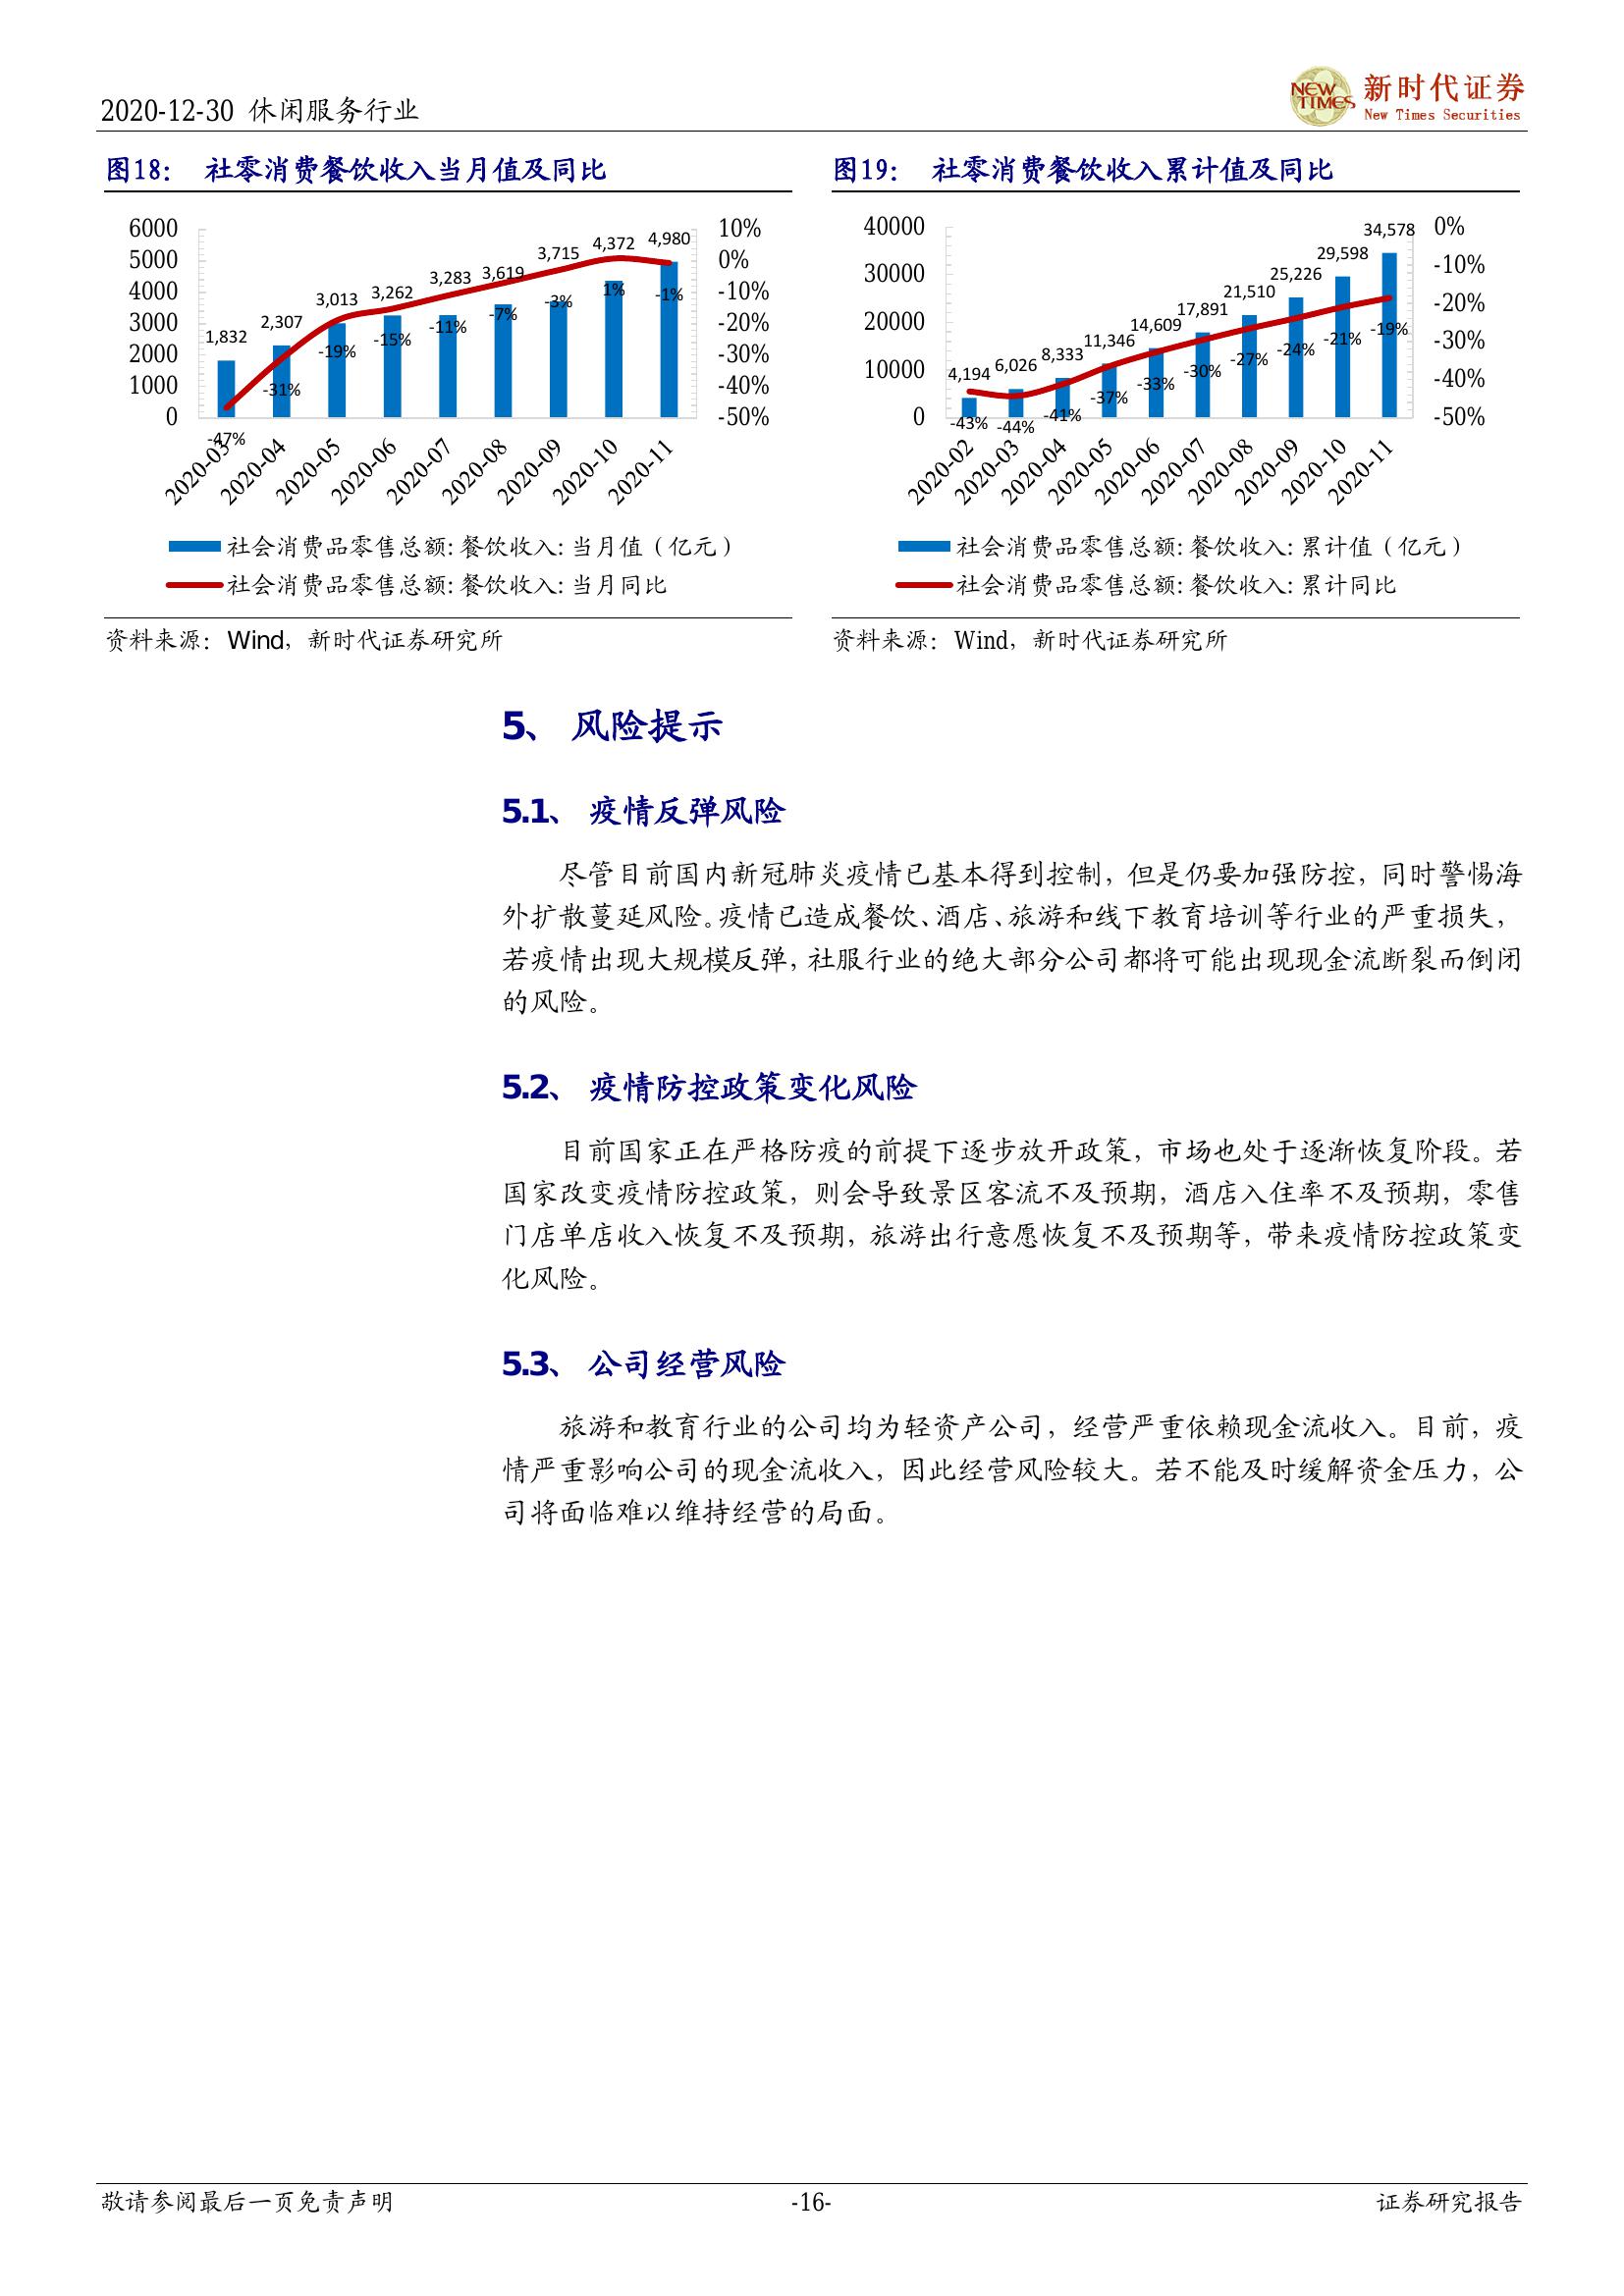 2020-12-30 休闲服务行业
NEW TIMES
新时代证券
New Times Securities
图18： 社零消费餐饮收入当月值及同比
6000
5000
4000
3000
2000
1000
0
10%
0%
-10%
-20%
-30%
-40%
-50%
1,832
2,307
3,013
3,262
3,283
3,619
3,715
4,372
4,980
-47%
-31%
-19%
-15%
-11%
-7%
-3%
1%
-1%
2020-03
2020-04
2020-05
2020-06
2020-07
2020-08
2020-09
2020-10
2020-11
社会消费品零售总额:餐饮收入:当月值（亿元）
社会消费品零售总额:餐饮收入:当月同比
资料来源：Wind，新时代证券研究所
图19： 社零消费餐饮收入累计值及同比
40000
30000
20000
10000
0
0%
-10%
-20%
-30%
-40%
-50%
4,194
6,026
8,333
11,346
14,609
17,891
21,510
25,226
29,598
34,578
-43%
-44%
-41%
-37%
-33%
-30%
-27%
-24%
-21%
-19%
2020-02
2020-03
2020-04
2020-05
2020-06
2020-07
2020-08
2020-09
2020-10
2020-11
社会消费品零售总额:餐饮收入:累计值（亿元）
社会消费品零售总额:餐饮收入:累计同比
资料来源：Wind，新时代证券研究所
5、 风险提示
5.1、 疫情反弹风险
尽管目前国内新冠肺炎疫情已基本得到控制，但是仍要加强防控，同时警惕海
外扩散蔓延风险。疫情已造成餐饮、酒店、旅游和线下教育培训等行业的严重损失，
若疫情出现大规模反弹，社服行业的绝大部分公司都将可能出现现金流断裂而倒闭
的风险。
5.2、 疫情防控政策变化风险
目前国家正在严格防疫的前提下逐步放开政策，市场也处于逐渐恢复阶段。若
国家改变疫情防控政策，则会导致景区客流不及预期，酒店入住率不及预期，零售
门店单店收入恢复不及预期，旅游出行意愿恢复不及预期等，带来疫情防控政策变
化风险。
5.3、 公司经营风险
旅游和教育行业的公司均为轻资产公司，经营严重依赖现金流收入。目前，疫
情严重影响公司的现金流收入，因此经营风险较大。若不能及时缓解资金压力，公
司将面临难以维持经营的局面。
敬请参阅最后一页免责声明
-16-
证券研究报告